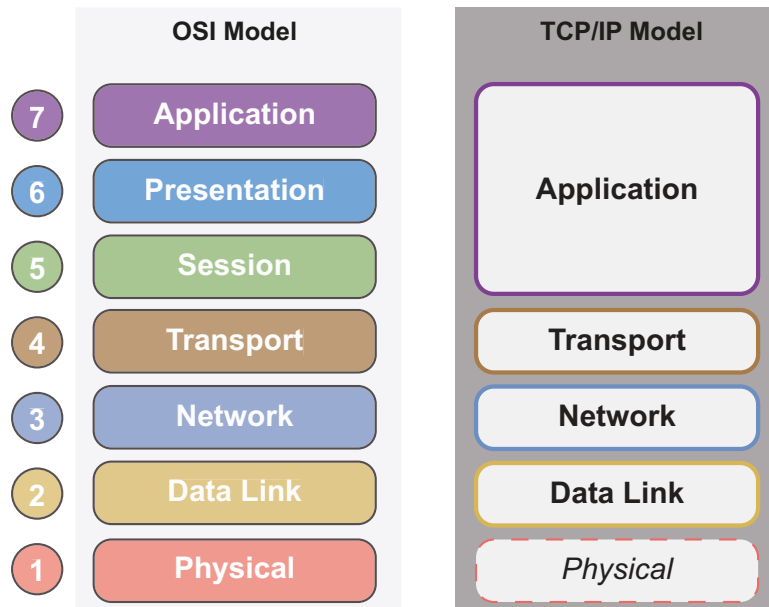 OSI Model
TCP/IP Model
7
Application
6
Presentation
5
Session
4
Transport
3
Network
2
Data Link
1
Physical
Application
Transport
Network
Data Link
Physical